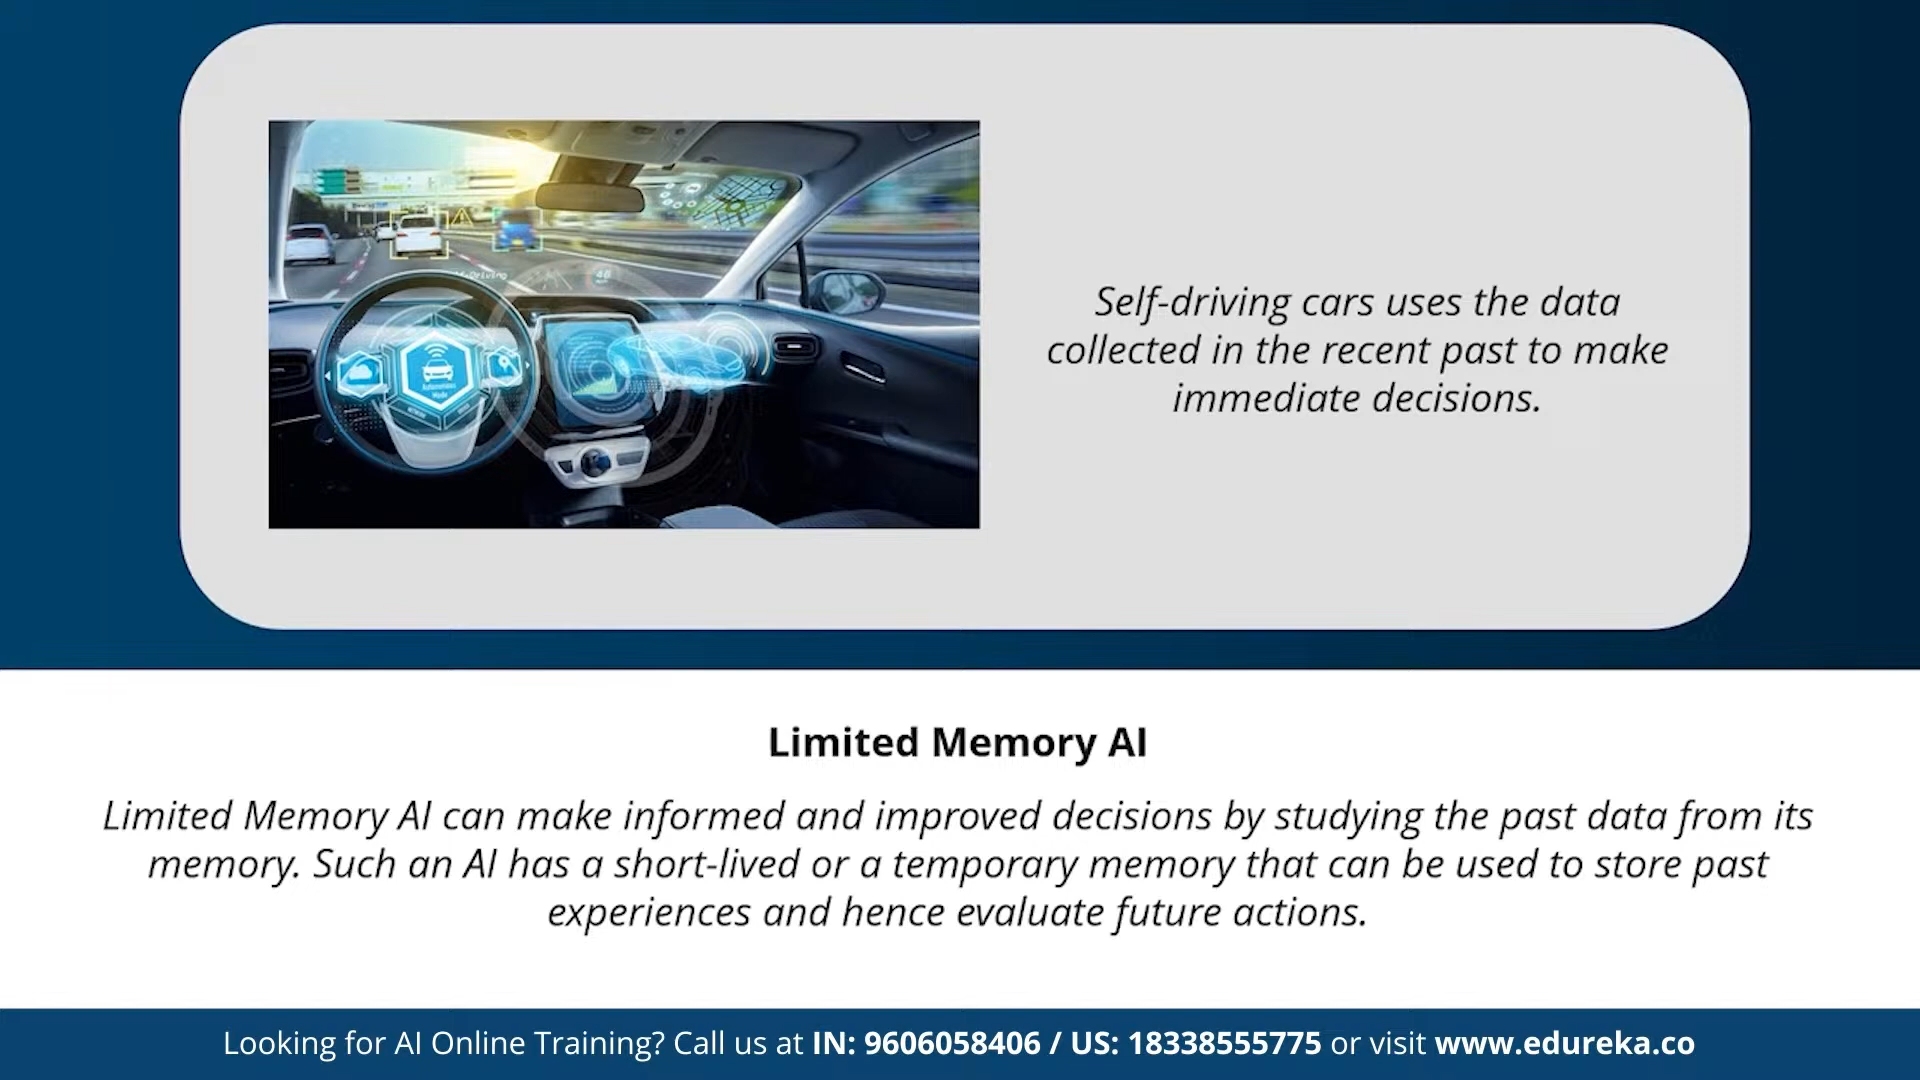 Self-driving cars uses the data
collected in the recent past to make
immediate decisions.
Autonomous
Mode
46
Limited Memory AI
Limited Memory AI can make informed and improved decisions by studying the past data from its
memory. Such an AI has a short-lived or a temporary memory that can be used to store past
experiences and hence evaluate future actions.
Looking for AI Online Training? Call us at IN: 9606058406 / US: 18338555775 or visit www.edureka.co